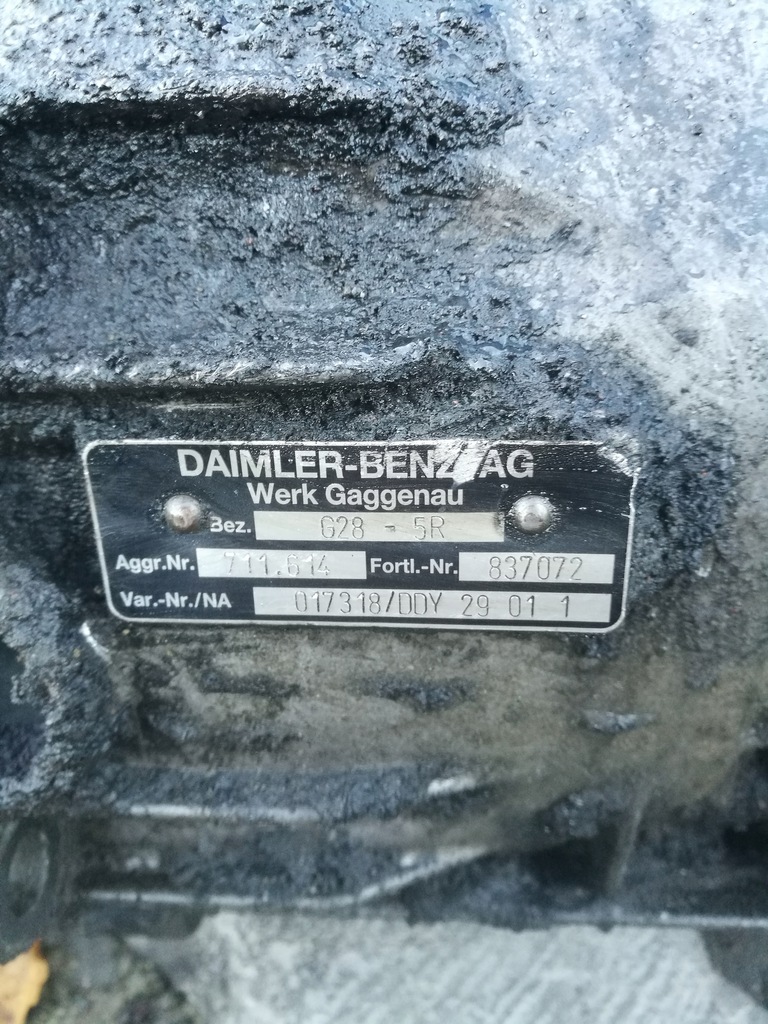 DAIMLER-BENZ AG
Werk Gaggenau
Bez. G28 - 5R
Aggr.Nr. 711.614 Fortl.-Nr. 837072
Var.-Nr./NA 017318/DDY 29 01 1